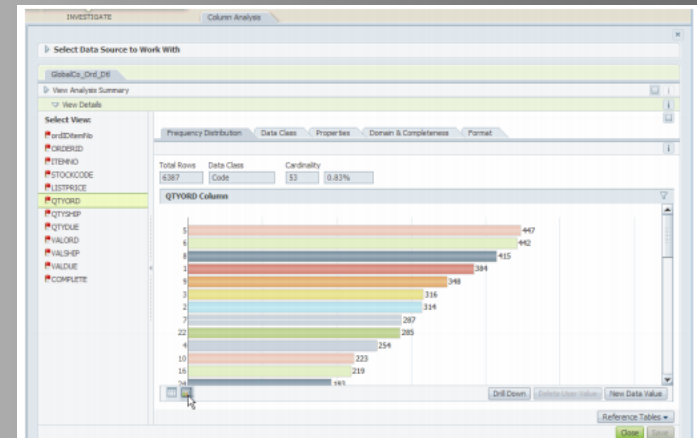 INVESTIGATE
Column Analysis
Select Data Source to Work With
GlobalCo_Ord_Dtl
View Analysis Summary
View Details
Select View:
ordIDitemNo
ORDERID
ITEMNO
STOCKCODE
LISTPRICE
QTYORD
QTYSHIP
QTYDUE
VALORD
VALSHIP
VALDUE
COMPLETE
Frequency Distribution
Data Class
Properties
Domain & Completeness
Format
Total Rows
Data Class
Cardinality
6387
Code
53
0.83%
QTYORD Column
5 447
6 442
8 415
1 384
9 348
3 316
2 314
7 287
22 285
4 254
10 223
16 219
24 193
Drill Down
Delete User Value
New Data Value
Reference Tables
Close
Save